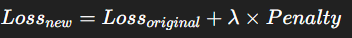 Loss_new = Loss_original + λ × Penalty